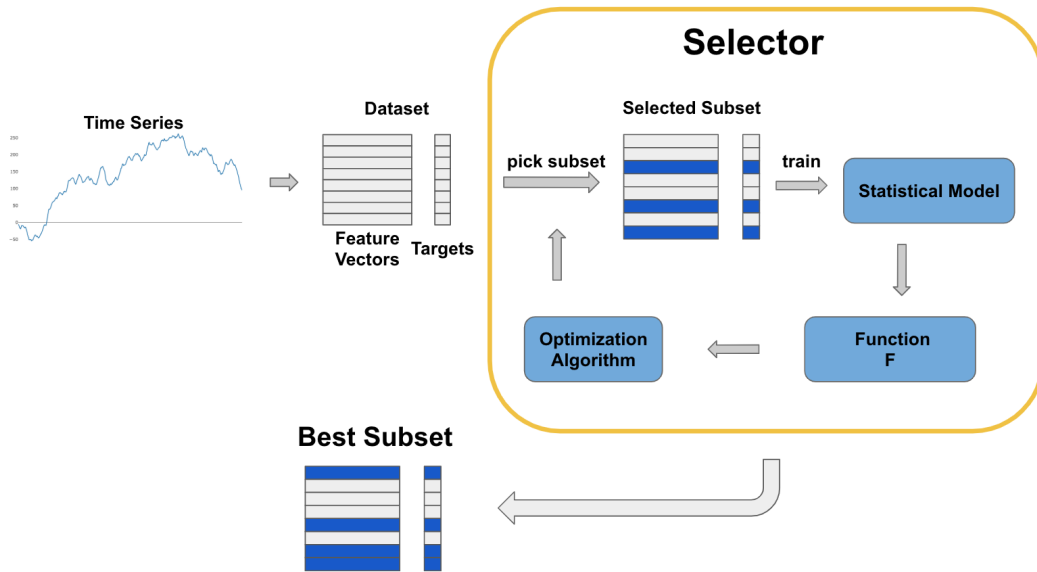 Selector
Time Series
Dataset
Selected Subset
250
200
150
100
50
0
−50
pick subset
train
Statistical Model
Feature
Vectors
Targets
Optimization
Algorithm
Function
F
Best Subset